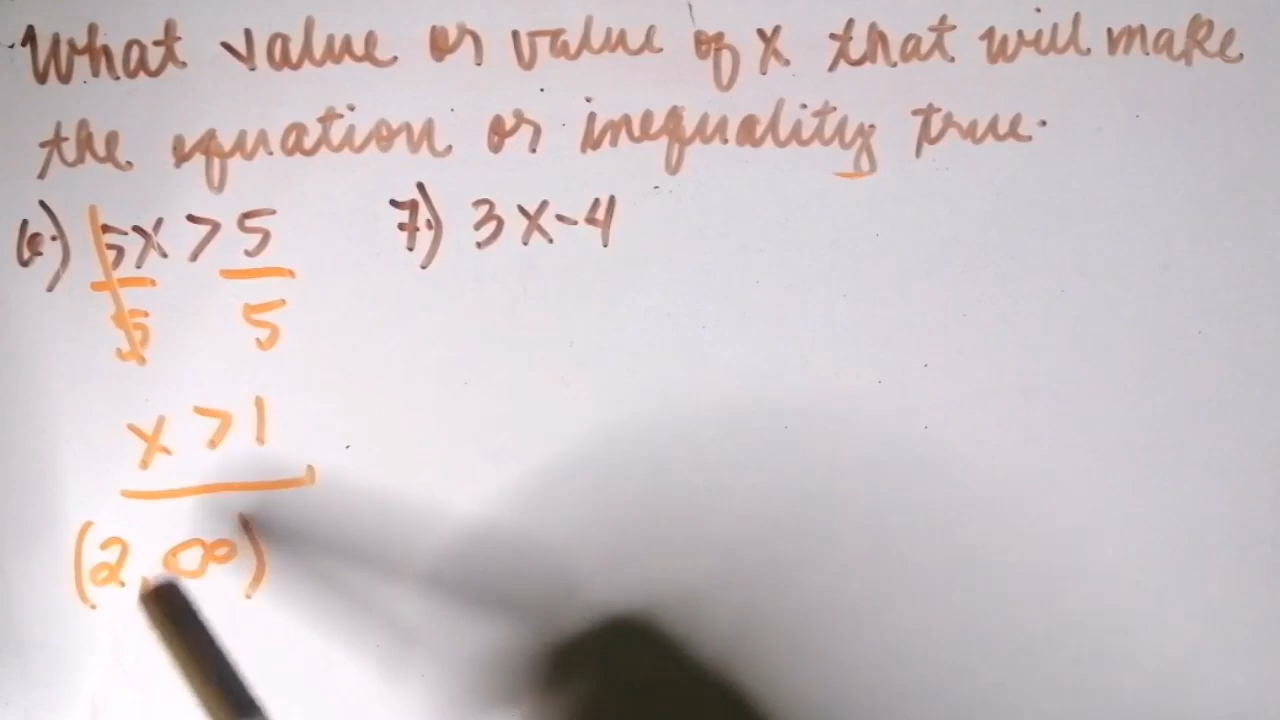 What value or value of x that will make
the equation or inequality true.
6.) 5x > 5 7.) 3x-4
5 5
x > 1
(2, ∞)